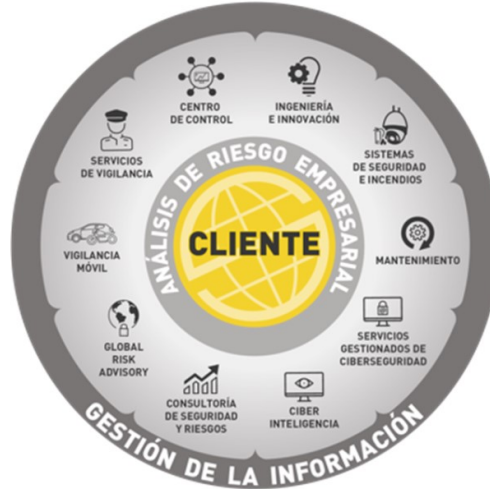 CENTRO
DE CONTROL
INGENIERÍA
E INNOVACIÓN
SISTEMAS
DE SEGURIDAD
E INCENDIOS
MANTENIMIENTO
SERVICIOS
GESTIONADOS DE
CIBERSEGURIDAD
CIBER
INTELIGENCIA
CONSULTORÍA
DE SEGURIDAD
Y RIESGOS
GLOBAL
RISK
ADVISORY
VIGILANCIA
MÓVIL
SERVICIOS
DE VIGILANCIA
ANÁLISIS DE RIESGO EMPRESARIAL
CLIENTE
GESTIÓN DE LA INFORMACIÓN